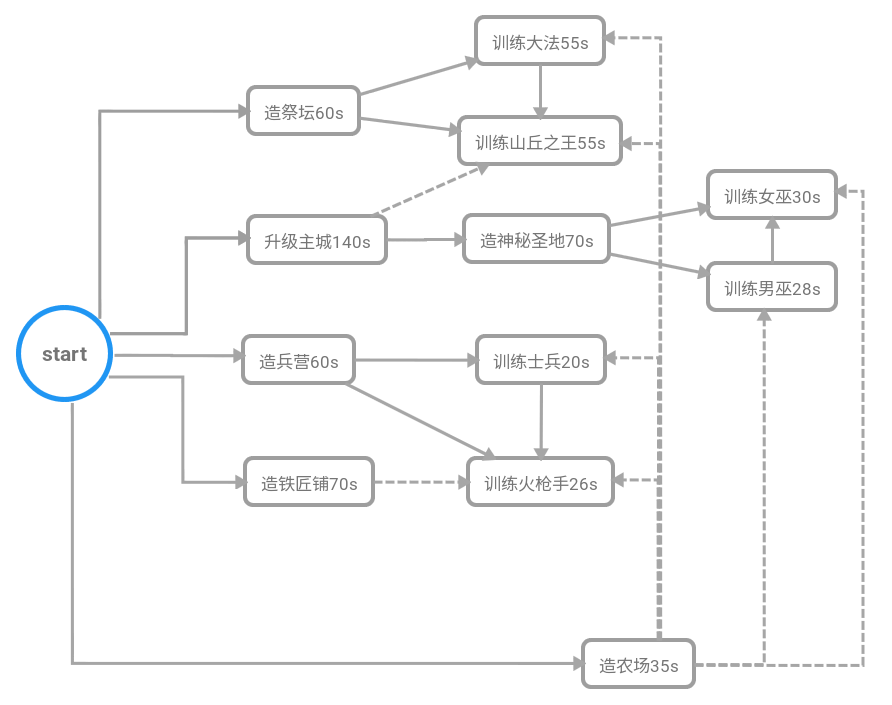 训练大法55s
造祭坛60s
训练山丘之王55s
训练女巫30s
升级主城140s
造神秘圣地70s
训练男巫28s
start
造兵营60s
训练士兵20s
造铁匠铺70s
训练火枪手26s
造农场35s